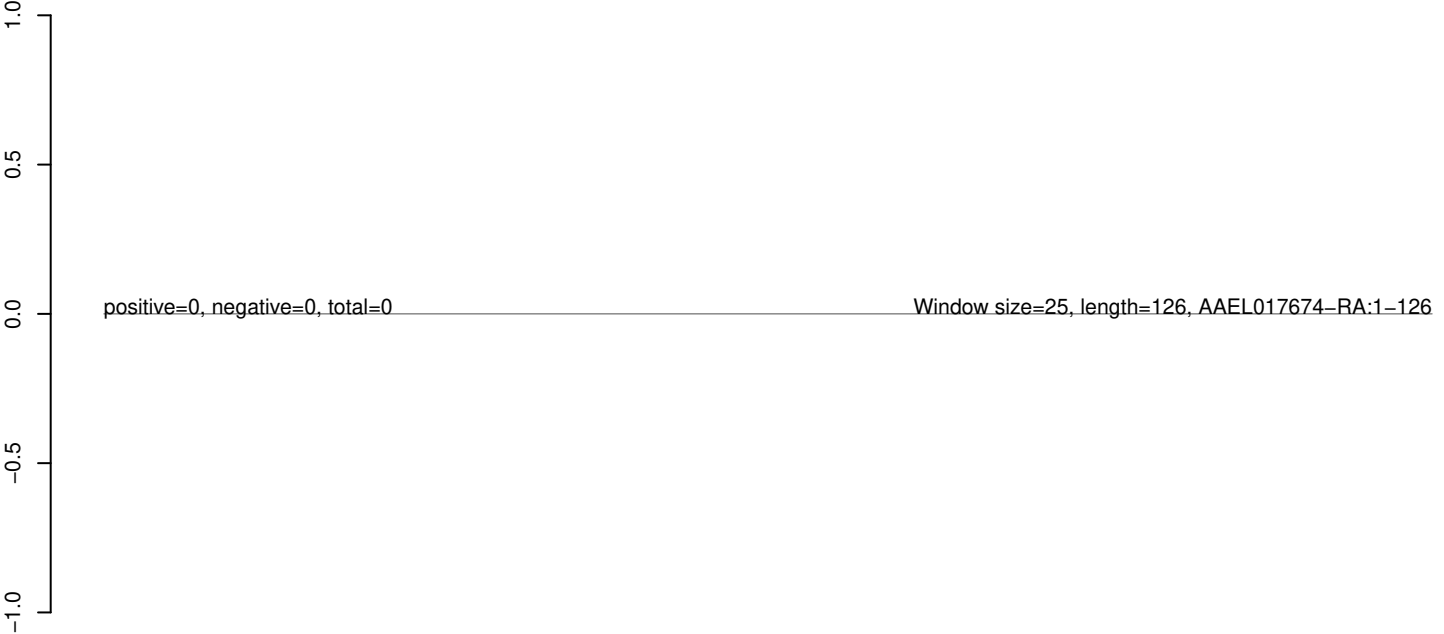 1.0
0.5
0.0
−0.5
−1.0
positive=0, negative=0, total=0
Window size=25, length=126, AAEL017674−RA:1−126